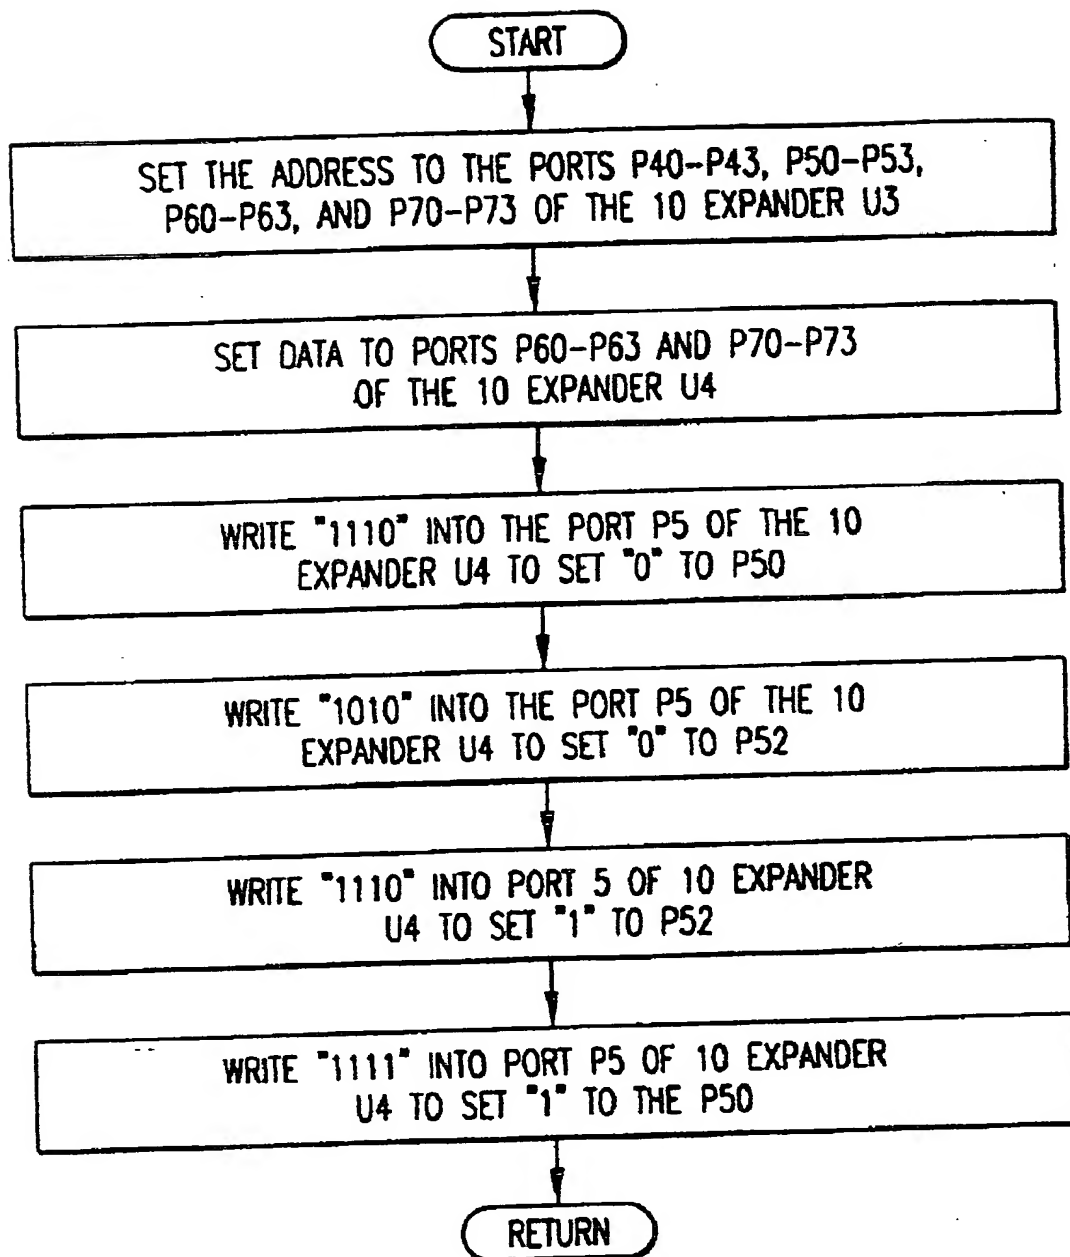 START
SET THE ADDRESS TO THE PORTS P40-P43, P50-P53,
P60-P63, AND P70-P73 OF THE 10 EXPANDER U3
SET DATA TO PORTS P60-P63 AND P70-P73
OF THE 10 EXPANDER U4
WRITE "1110" INTO THE PORT P5 OF THE 10
EXPANDER U4 TO SET "0" TO P50
WRITE "1010" INTO THE PORT P5 OF THE 10
EXPANDER U4 TO SET "0" TO P52
WRITE "1110" INTO PORT 5 OF 10 EXPANDER
U4 TO SET "1" TO P52
WRITE "1111" INTO PORT P5 OF 10 EXPANDER
U4 TO SET "1" TO THE P50
RETURN